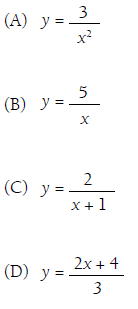 (A) y = 3/x²
(B) y = 5/x
(C) y = 2/(x + 1)
(D) y = (2x + 4)/3